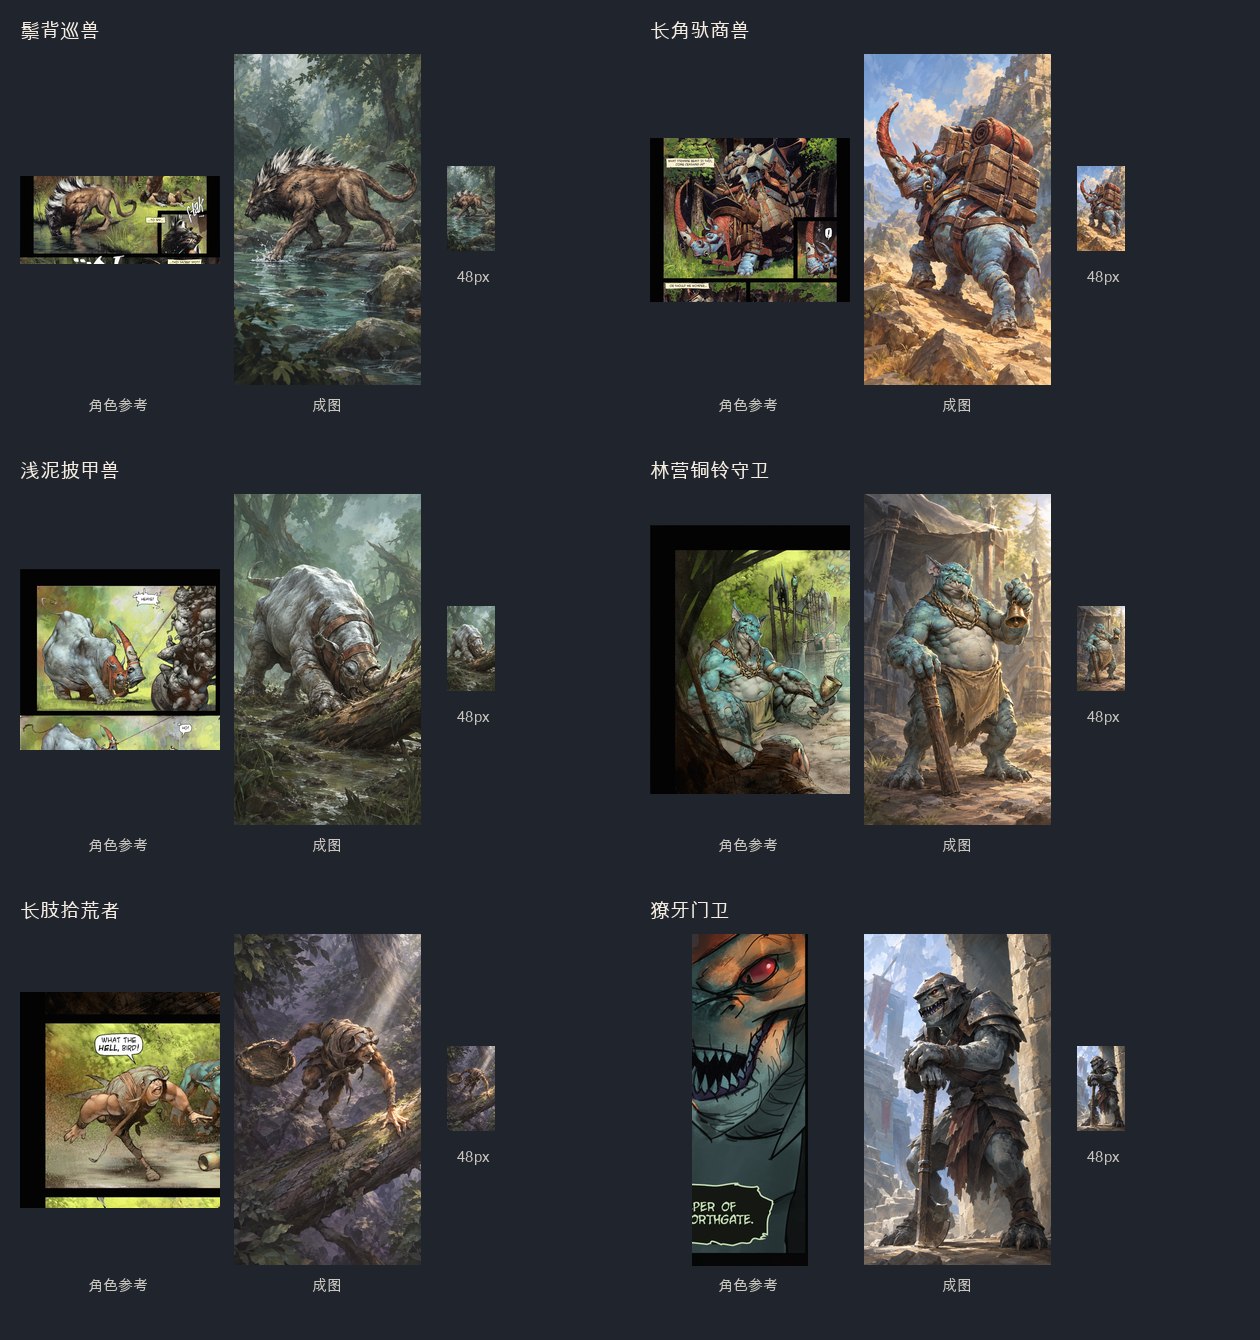 鬃背巡兽
长角驮商兽
48px
48px
角色参考
成图
角色参考
成图
浅泥披甲兽
林营铜铃守卫
48px
48px
角色参考
成图
角色参考
成图
长肢拾荒者
獠牙门卫
WHAT THE
HELL, BIRD!
48px
48px
PER OF
ORTHGATE.
角色参考
成图
角色参考
成图